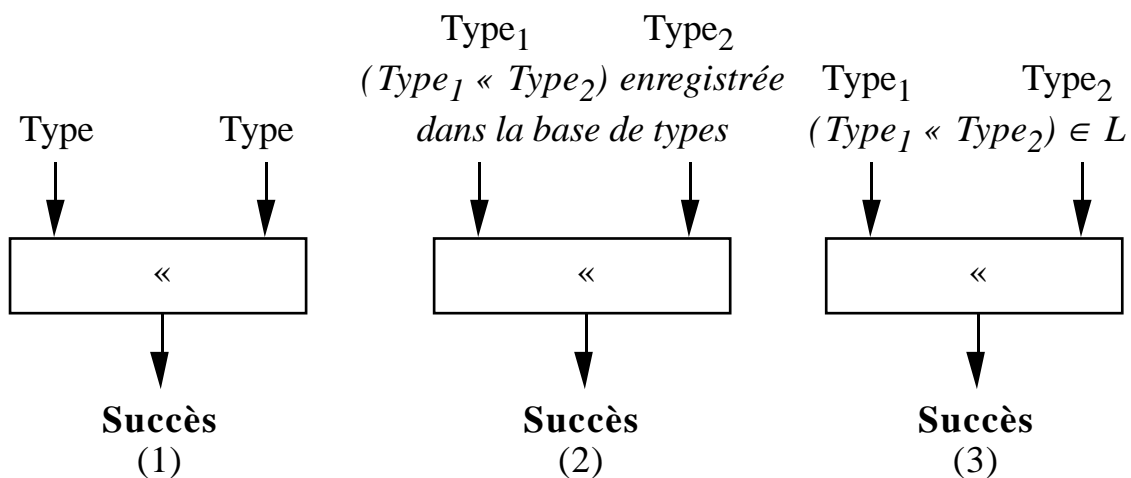 Type₁ Type₂
(Type₁ « Type₂) enregistrée
dans la base de types
Type Type
Type₁ Type₂
(Type₁ « Type₂) ∈ L
« « «
Succès Succès Succès
(1) (2) (3)